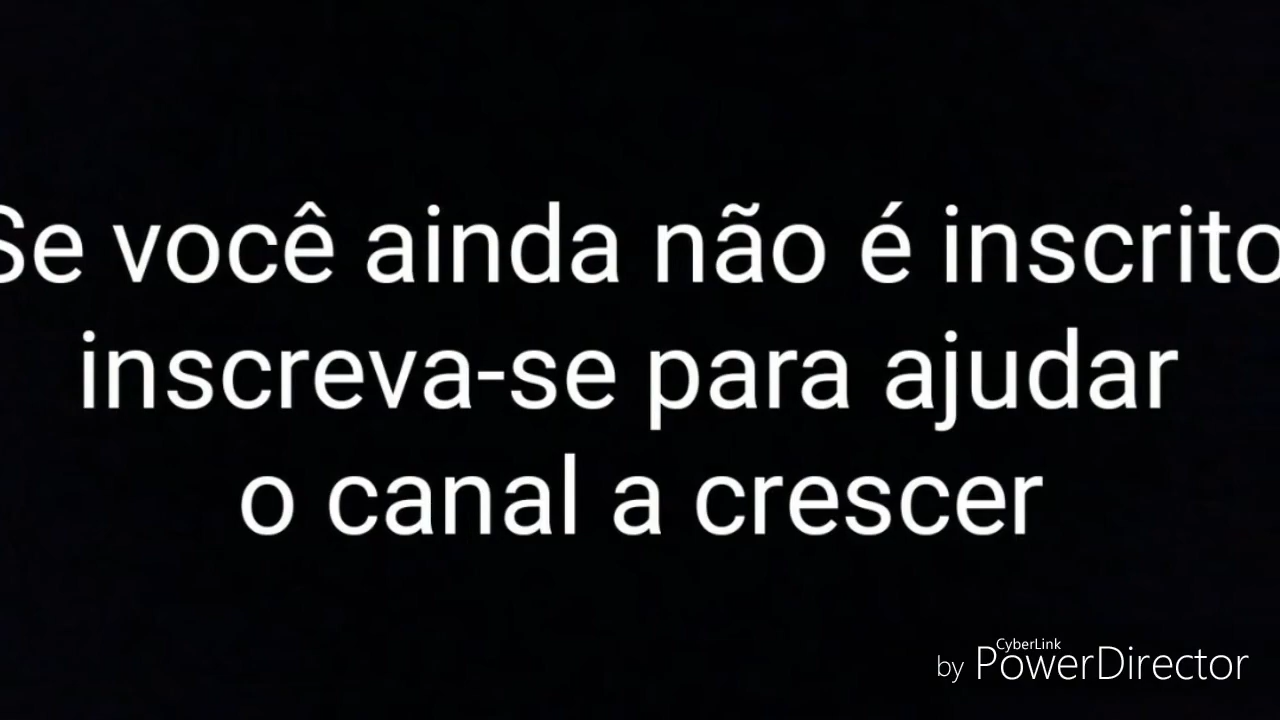 Se você ainda não é inscrito
inscreva-se para ajudar
o canal a crescer
CyberLink
by PowerDirector